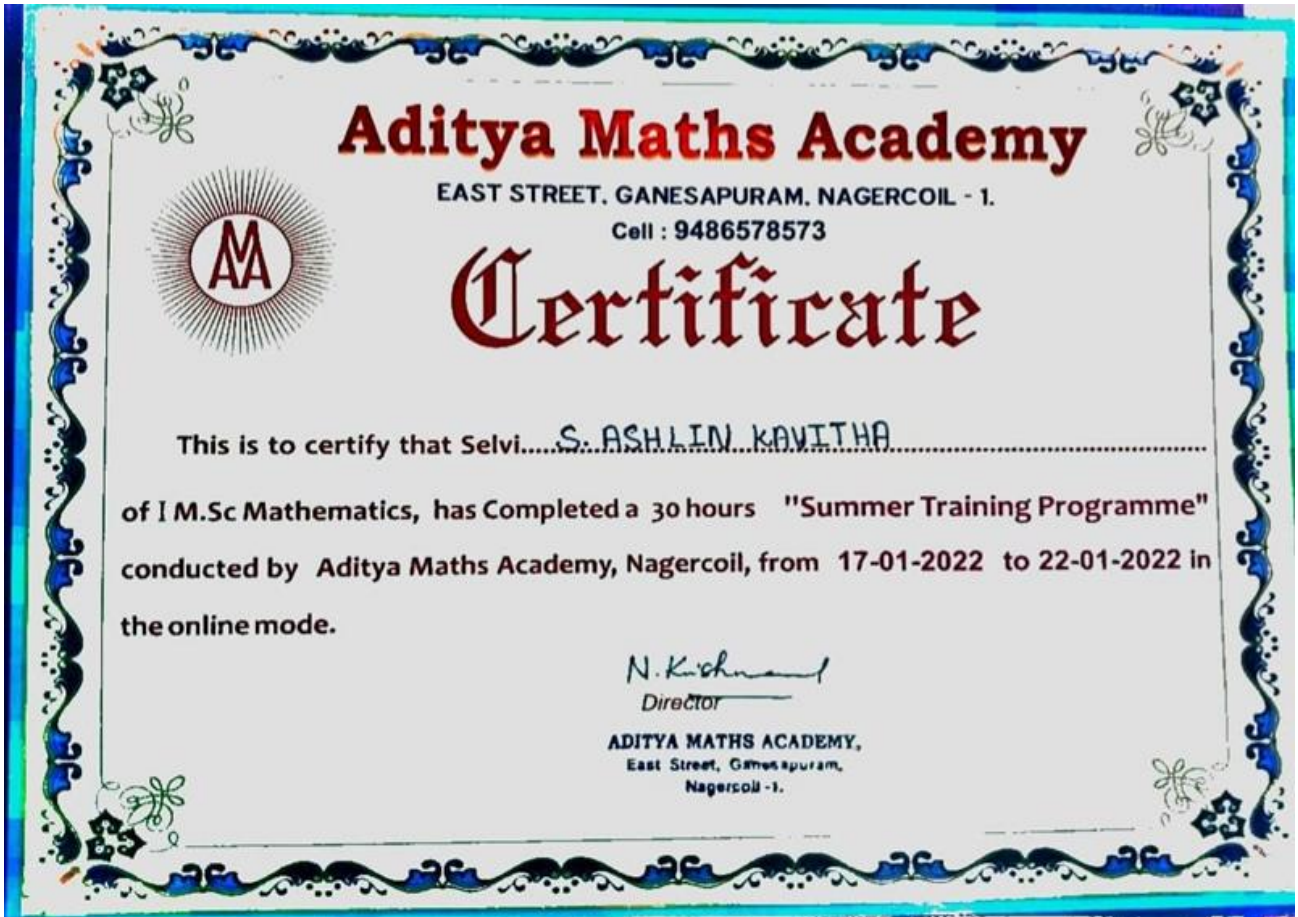 Aditya Maths Academy
EAST STREET, GANESAPURAM, NAGERCOIL - 1.
Cell : 9486578573
AMA
Certificate
This is to certify that Selvi.....S. ASHLIN KAVITHA..........
of I M.Sc Mathematics, has Completed a 30 hours "Summer Training Programme"
conducted by Aditya Maths Academy, Nagercoil, from 17-01-2022 to 22-01-2022 in
the online mode.
N.
Director
ADITYA MATHS ACADEMY,
East Street, Ganesapuram,
Nagercoil -1.